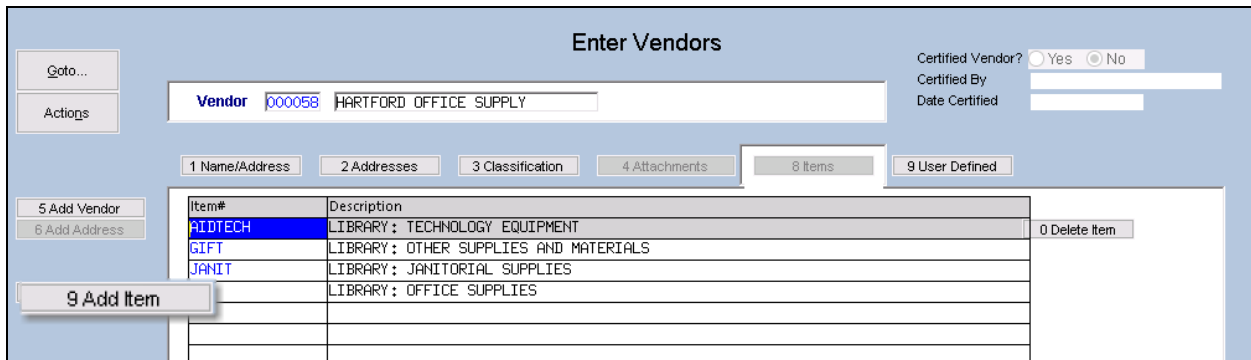 Enter Vendors
Goto...
Actions
Vendor 000058 HARTFORD OFFICE SUPPLY
Certified Vendor? Yes No
Certified By
Date Certified
1 Name/Address 2 Addresses 3 Classification 4 Attachments 8 Items 9 User Defined
5 Add Vendor
6 Add Address
9 Add Item
Item# Description
AIDTECH LIBRARY: TECHNOLOGY EQUIPMENT
GIFT LIBRARY: OTHER SUPPLIES AND MATERIALS
JANIT LIBRARY: JANITORIAL SUPPLIES
LIBRARY: OFFICE SUPPLIES
0 Delete Item